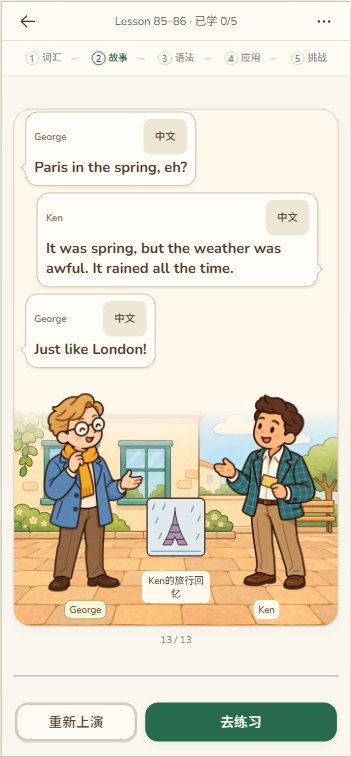 Lesson 85–86 · 已学 0/5
1 词汇 – 2 故事 – 3 语法 – 4 应用 – 5 挑战
George
中文
Paris in the spring, eh?
Ken
中文
It was spring, but the weather was
awful. It rained all the time.
George
中文
Just like London!
Ken的旅行回
忆
George
Ken
13 / 13
重新上演
去练习